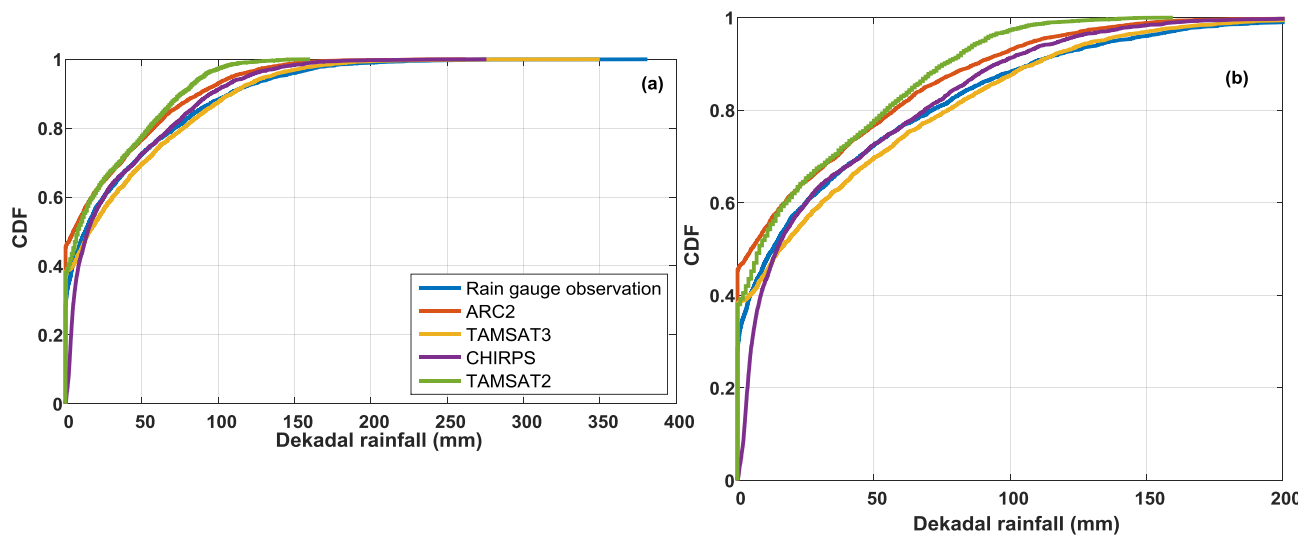 (a)
1
0.8
0.6
0.4
0.2
0
CDF
0 50 100 150 200 250 300 350 400
Dekadal rainfall (mm)
Rain gauge observation
ARC2
TAMSAT3
CHIRPS
TAMSAT2
(b)
1
0.8
0.6
0.4
0.2
0
CDF
0 50 100 150 200
Dekadal rainfall (mm)